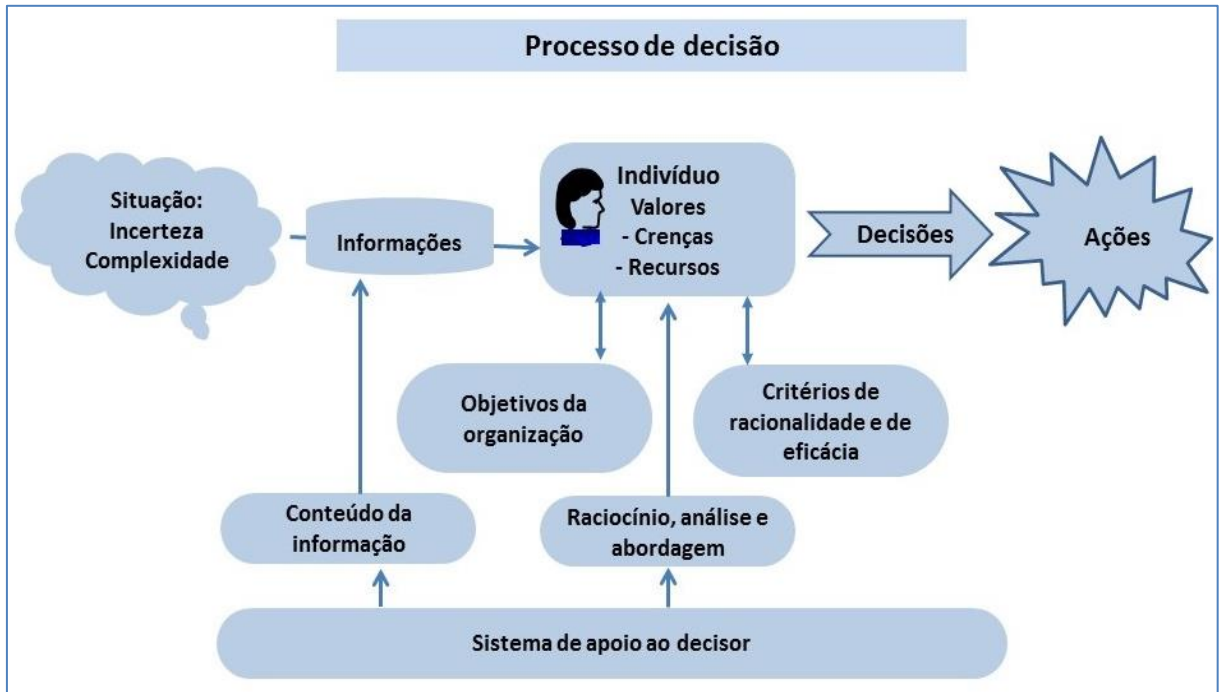 Processo de decisão
Situação:
Incerteza
Complexidade
Informações
Indivíduo
Valores
- Crenças
- Recursos
Decisões
Ações
Objetivos da
organização
Critérios de
racionalidade e de
eficácia
Conteúdo da
informação
Raciocínio, análise e
abordagem
Sistema de apoio ao decisor